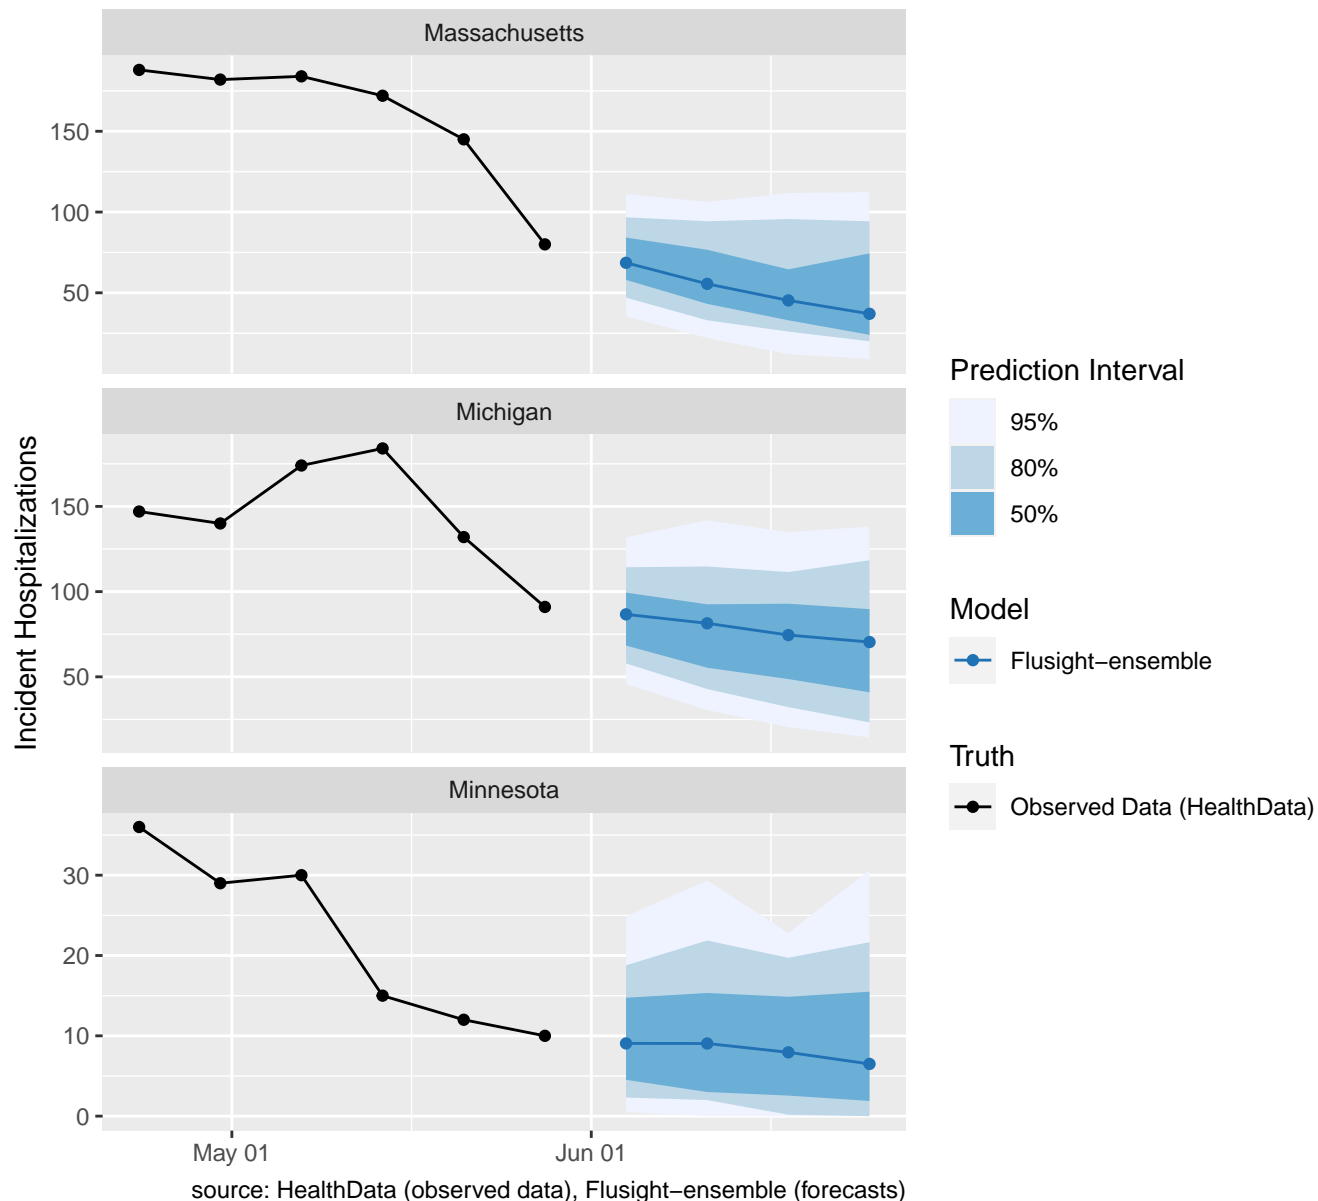 Massachusetts
150
100
50
Michigan
150
100
50
Minnesota
30
20
10
0
May 01
Jun 01
Incident Hospitalizations
source: HealthData (observed data), Flusight−ensemble (forecasts)
Prediction Interval
95%
80%
50%
Model
Flusight−ensemble
Truth
Observed Data (HealthData)